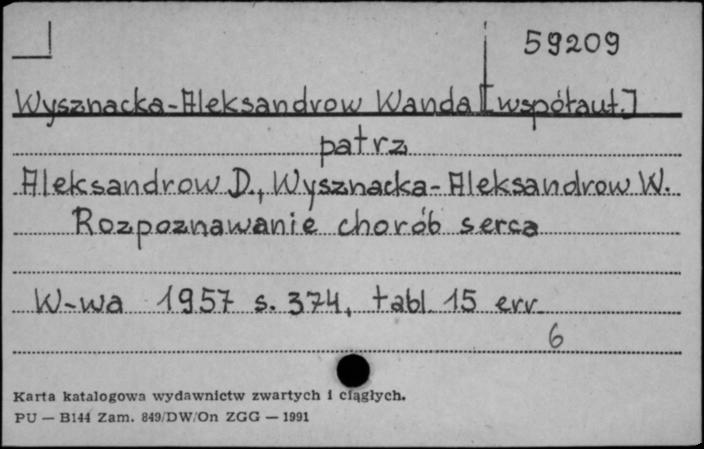 59209
Wysznacka-Aleksandrow Wanda [współaut.]
patrz
Aleksandrow D., Wysznacka-Aleksandrow W.
Rozpoznawanie chorób serca
W-wa 1957 s. 374, tabl. 15 err.
6
Karta katalogowa wydawnictw zwartych i ciągłych.
PU — B144 Zam. 849/DW/On ZGG — 1991